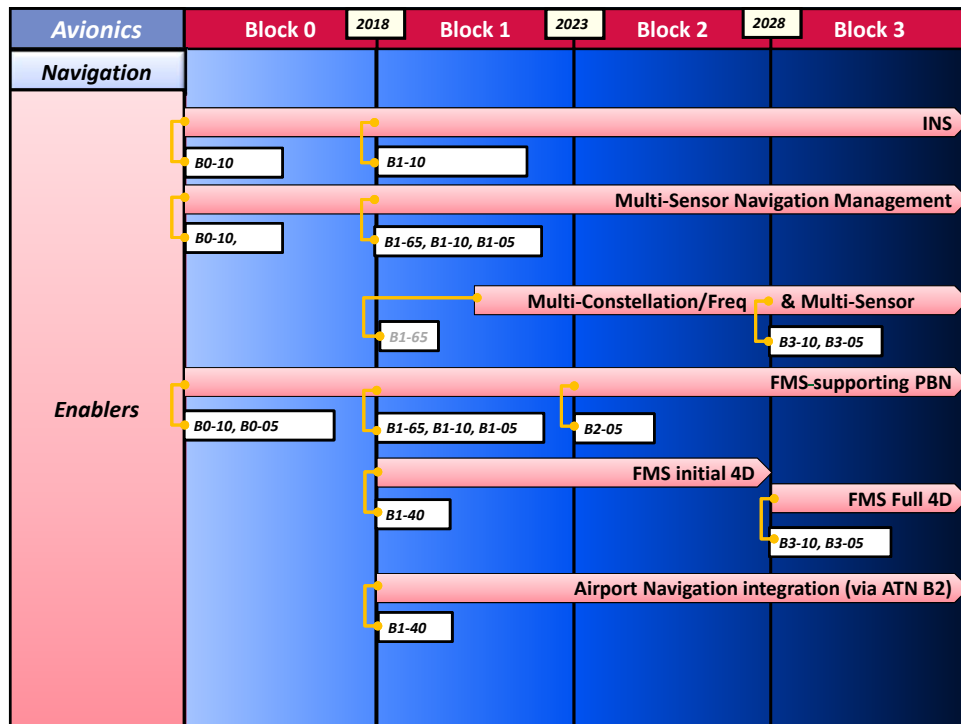 Avionics
Block 0
2018
Block 1
2023
Block 2
2028
Block 3
Navigation
Enablers
INS
B0-10
B1-10
Multi-Sensor Navigation Management
B0-10,
B1-65, B1-10, B1-05
Multi-Constellation/Freq & Multi-Sensor
B1-65
B3-10, B3-05
FMS supporting PBN
B0-10, B0-05
B1-65, B1-10, B1-05
B2-05
FMS initial 4D
B1-40
FMS Full 4D
B3-10, B3-05
Airport Navigation integration (via ATN B2)
B1-40